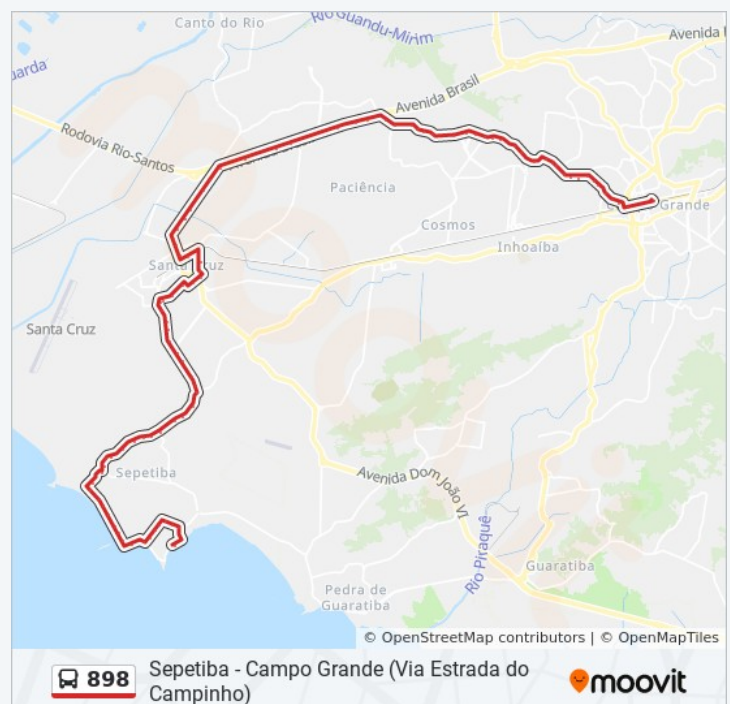 Canto do Rio
Rio Guandu-Mirim
Avenida
uarda
Avenida Brasil
Rodovia Rio-Santos
Paciência
Grande
Cosmos
Inhoaíba
Santa Cruz
Santa Cruz
Sepetiba
Avenida Dom João VI
Rio Piraquê
Guaratiba
Pedra de
Guaratiba
© OpenStreetMap contributors | © OpenMapTiles
898
Sepetiba - Campo Grande (Via Estrada do
Campinho)
moovit